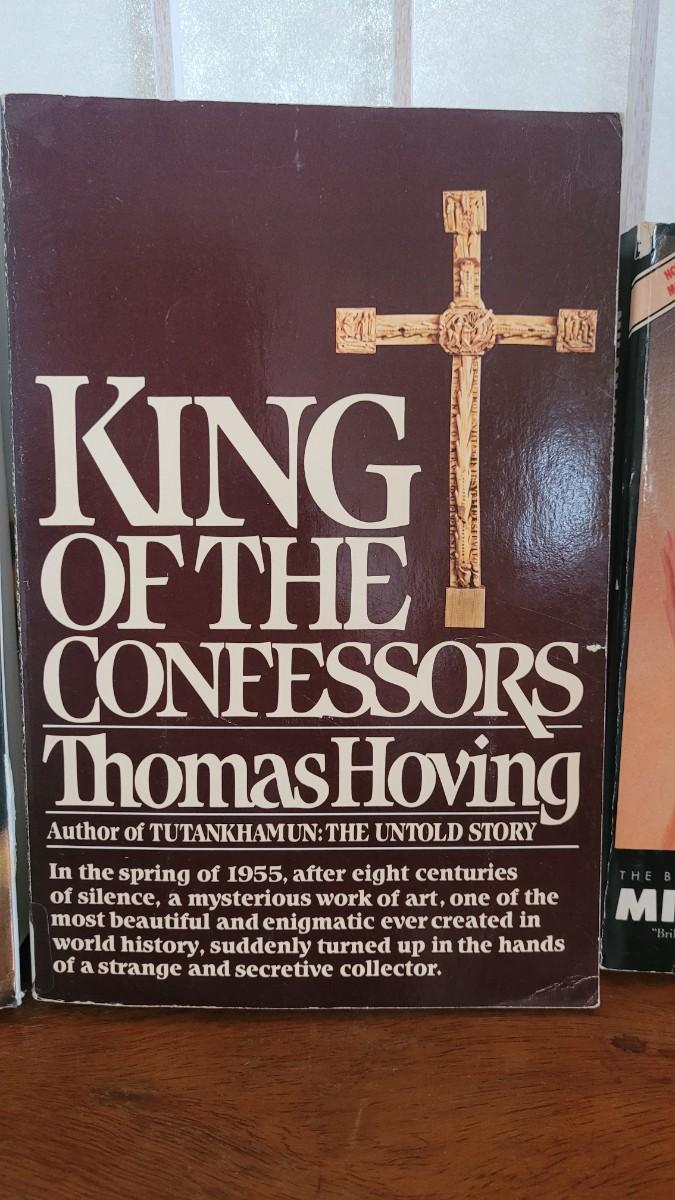 KING
OF THE
CONFESSORS
Thomas Hoving
Author of TUTANKHAMUN: THE UNTOLD STORY
In the spring of 1955, after eight centuries
of silence, a mysterious work of art, one of the
most beautiful and enigmatic ever created in
world history, suddenly turned up in the hands
of a strange and secretive collector.
THE B
MI